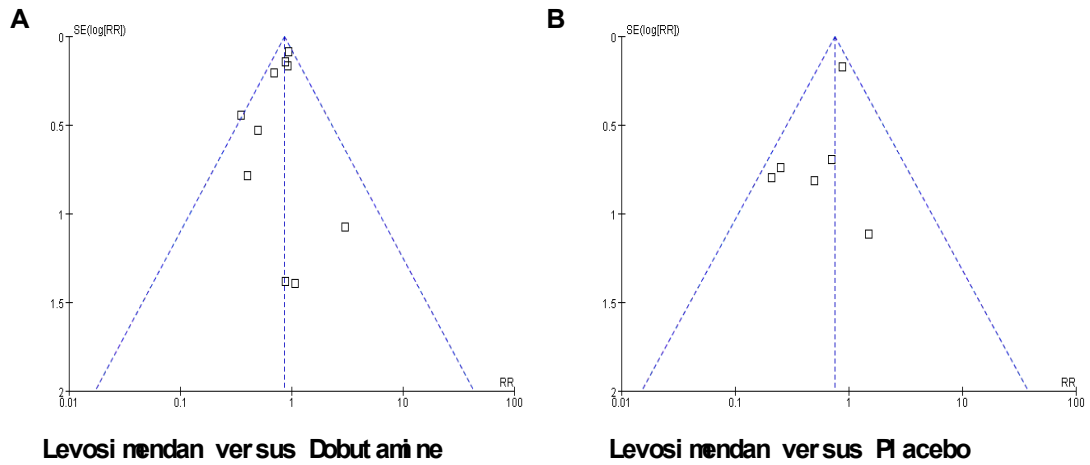 A
SE(log[RR])
0
0.5
1
1.5
2
0.01
0.1
1
10
100
RR
Levosimendan versus Dobutamine
B
SE(log[RR])
0
0.5
1
1.5
2
0.01
0.1
1
10
100
RR
Levosimendan versus Placebo